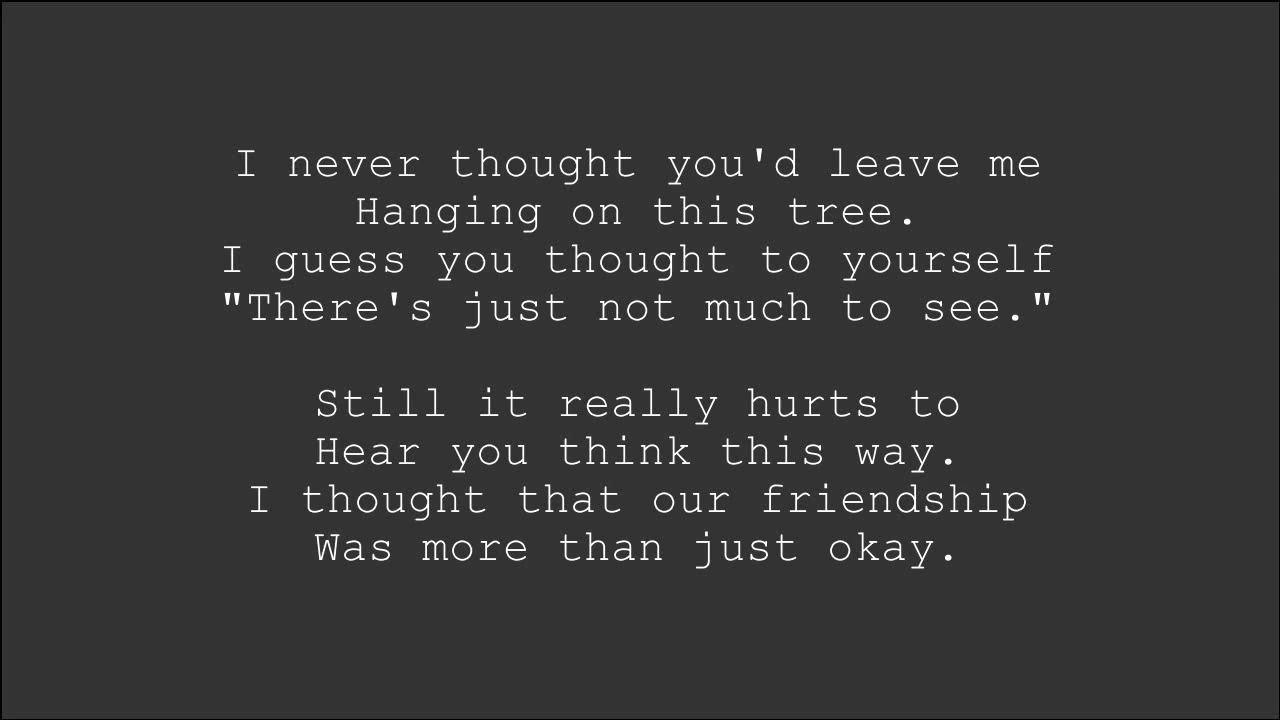 I never thought you'd leave me
Hanging on this tree.
I guess you thought to yourself
"There's just not much to see."
Still it really hurts to
Hear you think this way.
I thought that our friendship
Was more than just okay.